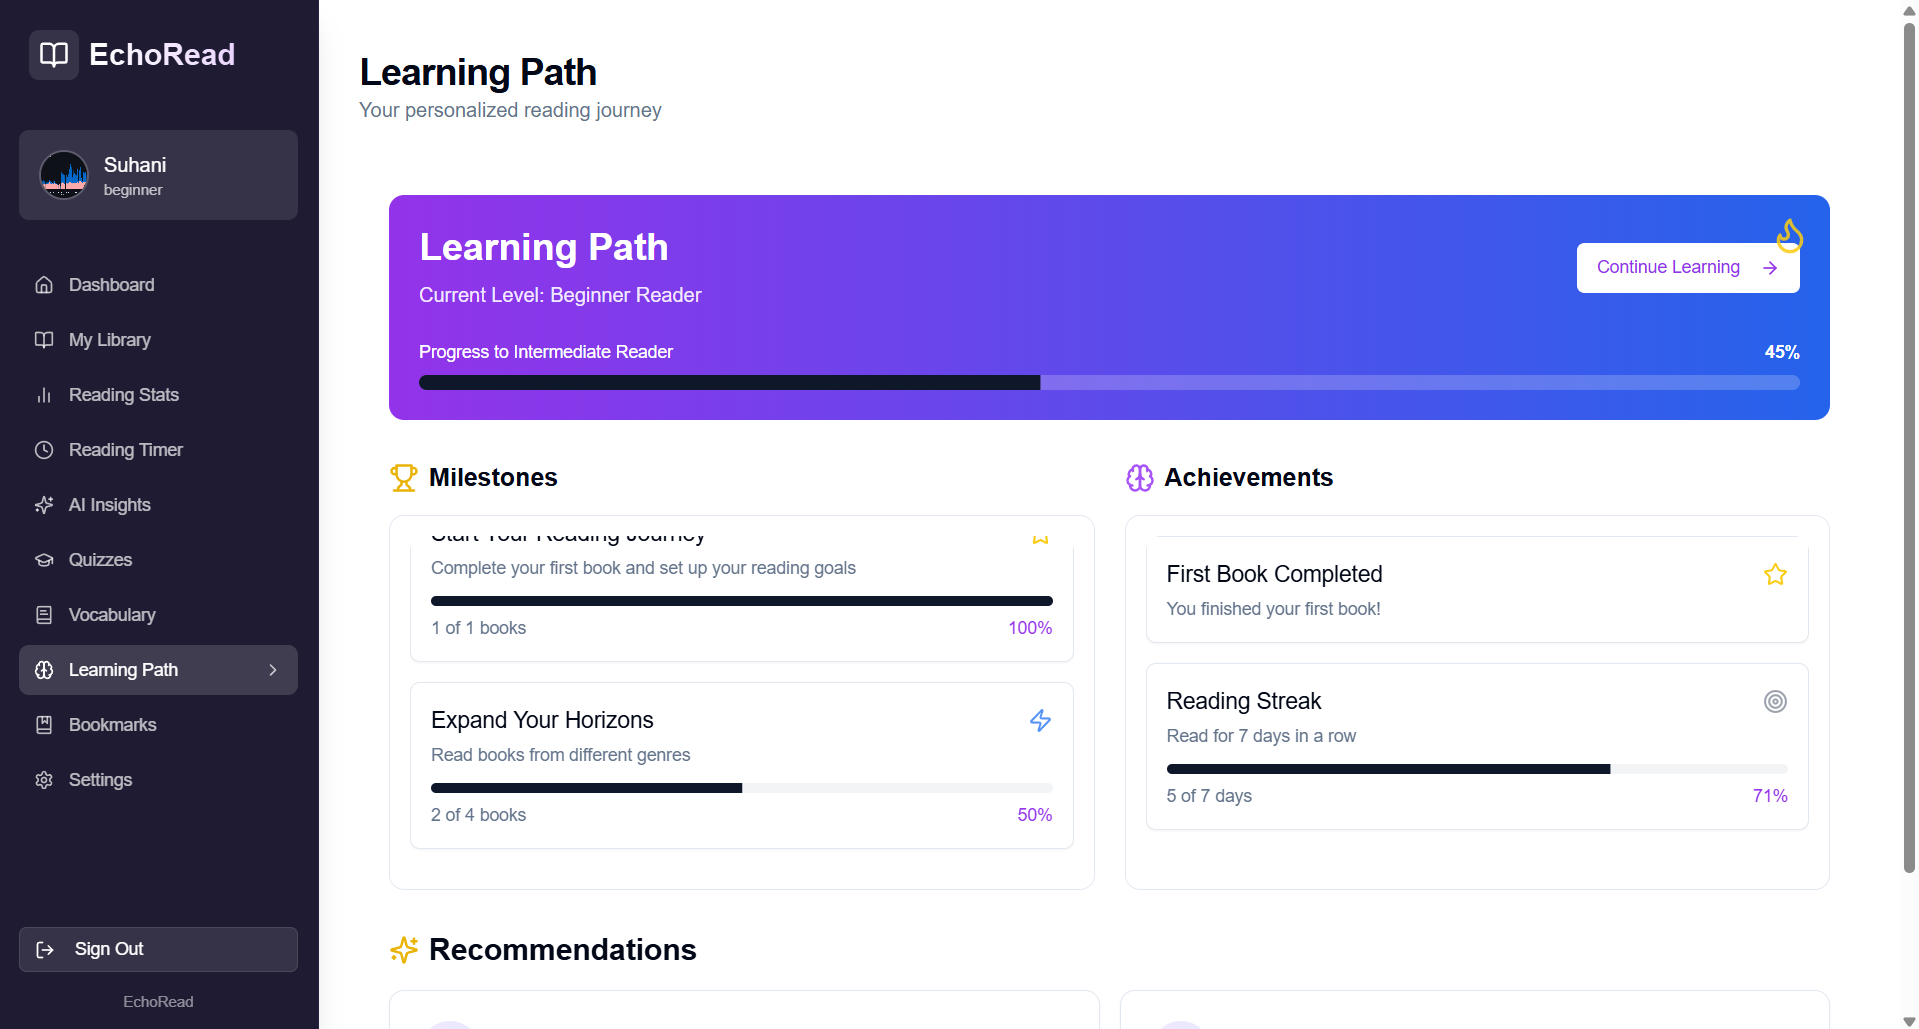 EchoRead
Suhani
beginner
Dashboard
My Library
Reading Stats
Reading Timer
AI Insights
Quizzes
Vocabulary
Learning Path
Bookmarks
Settings
Sign Out
EchoRead
Learning Path
Your personalized reading journey
Learning Path
Current Level: Beginner Reader
Continue Learning
Progress to Intermediate Reader
45%
Milestones
Start Your Reading Journey
Complete your first book and set up your reading goals
1 of 1 books
100%
Expand Your Horizons
Read books from different genres
2 of 4 books
50%
Achievements
First Book Completed
You finished your first book!
Reading Streak
Read for 7 days in a row
5 of 7 days
71%
Recommendations